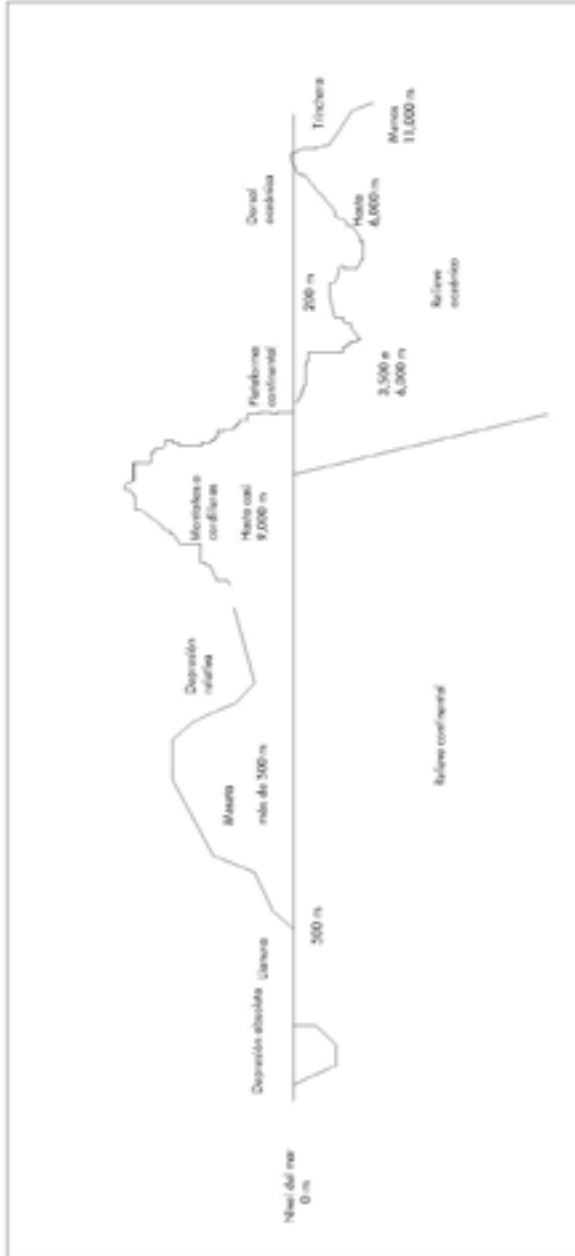 Nivel del mar
0 m
Depresión absoluta
Llanura
500 m
Meseta
más de 500 m
Depresión
relativa
Montañas o
cordilleras
Hasta casi
9,000 m
Plataforma
continental
200 m
3,500 a
6,000 m
Dorsal
oceánica
Hasta
6,000 m
Trinchera
Menos
11,000 m
Relieve continental
Relieve
oceánico